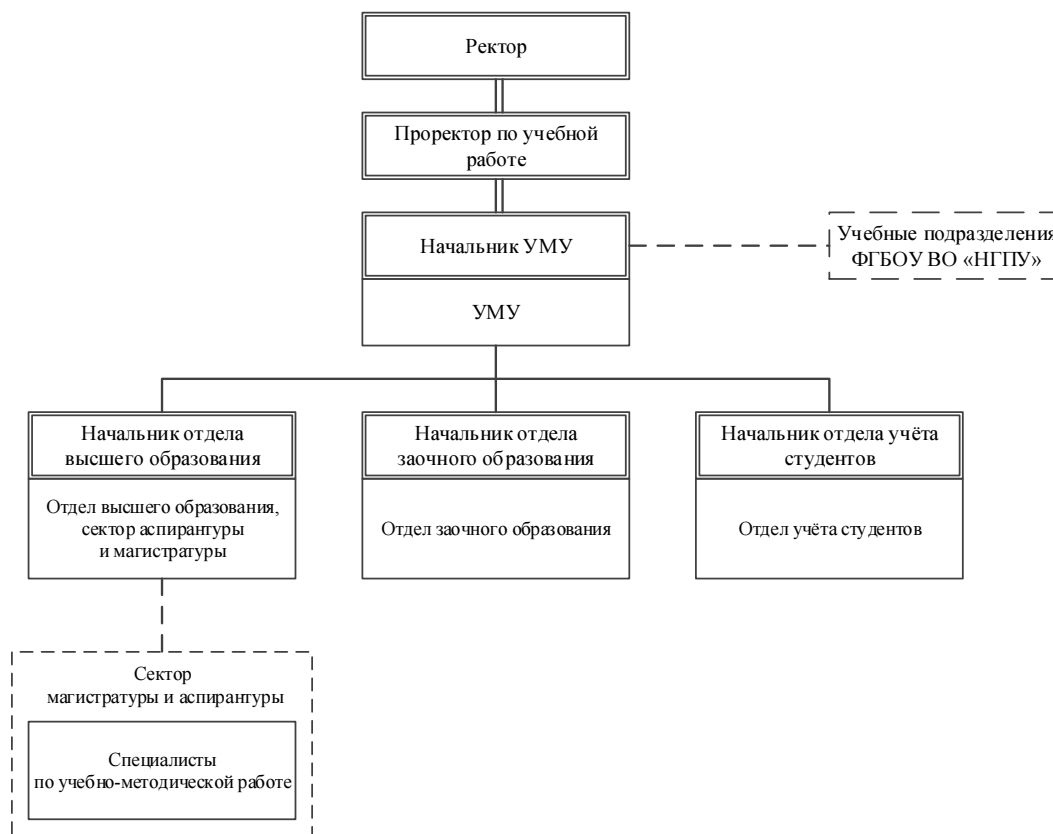 Ректор
Проректор по учебной
работе
Начальник УМУ
Учебные подразделения
ФГБОУ ВО «НГПУ»
УМУ
Начальник отдела
высшего образования
Начальник отдела
заочного образования
Начальник отдела учёта
студентов
Отдел высшего образования,
сектор аспирантуры
и магистратуры
Отдел заочного образования
Отдел учёта студентов
Сектор
магистратуры и аспирантуры
Специалисты
по учебно-методической работе